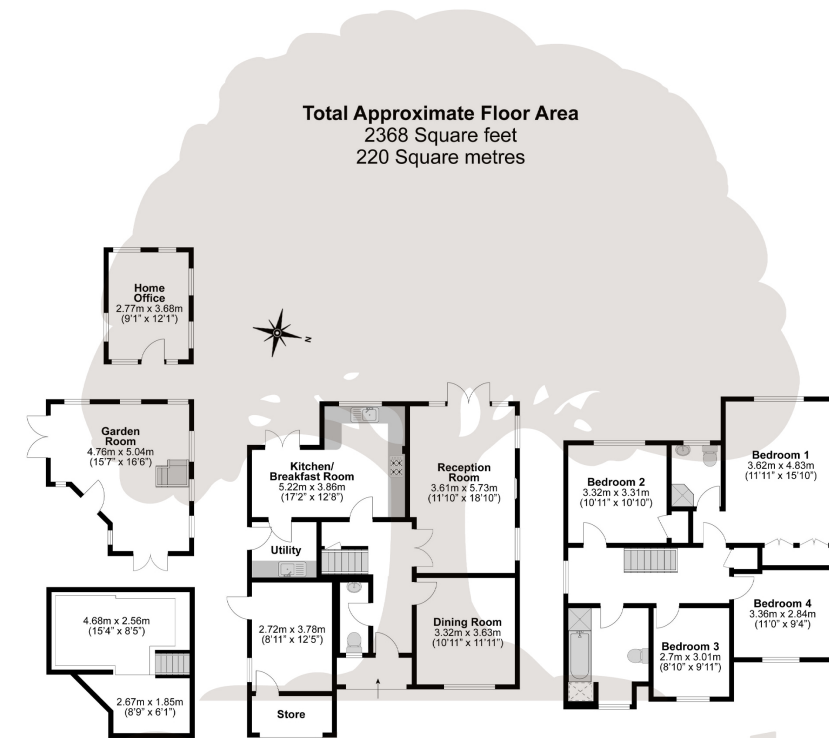 Total Approximate Floor Area
2368 Square feet
220 Square metres
Home
Office
2.77m x 3.68m
(9'1" x 12'1")
N
Garden
Room
4.76m x 5.04m
(15'7" x 16'6")
Kitchen/
Breakfast Room
5.22m x 3.86m
(17'2" x 12'8")
Reception
Room
3.61m x 5.73m
(11'10" x 18'10")
Bedroom 2
3.32m x 3.31m
(10'11" x 10'10")
Bedroom 1
3.62m x 4.83m
(11'11" x 15'10")
Utility
4.68m x 2.56m
(15'4" x 8'5")
2.67m x 1.85m
(8'9" x 6'1")
2.72m x 3.78m
(8'11" x 12'5")
Dining Room
3.32m x 3.63m
(10'11" x 11'11")
Store
Bedroom 3
2.7m x 3.01m
(8'10" x 9'11")
Bedroom 4
3.36m x 2.84m
(11'0" x 9'4")